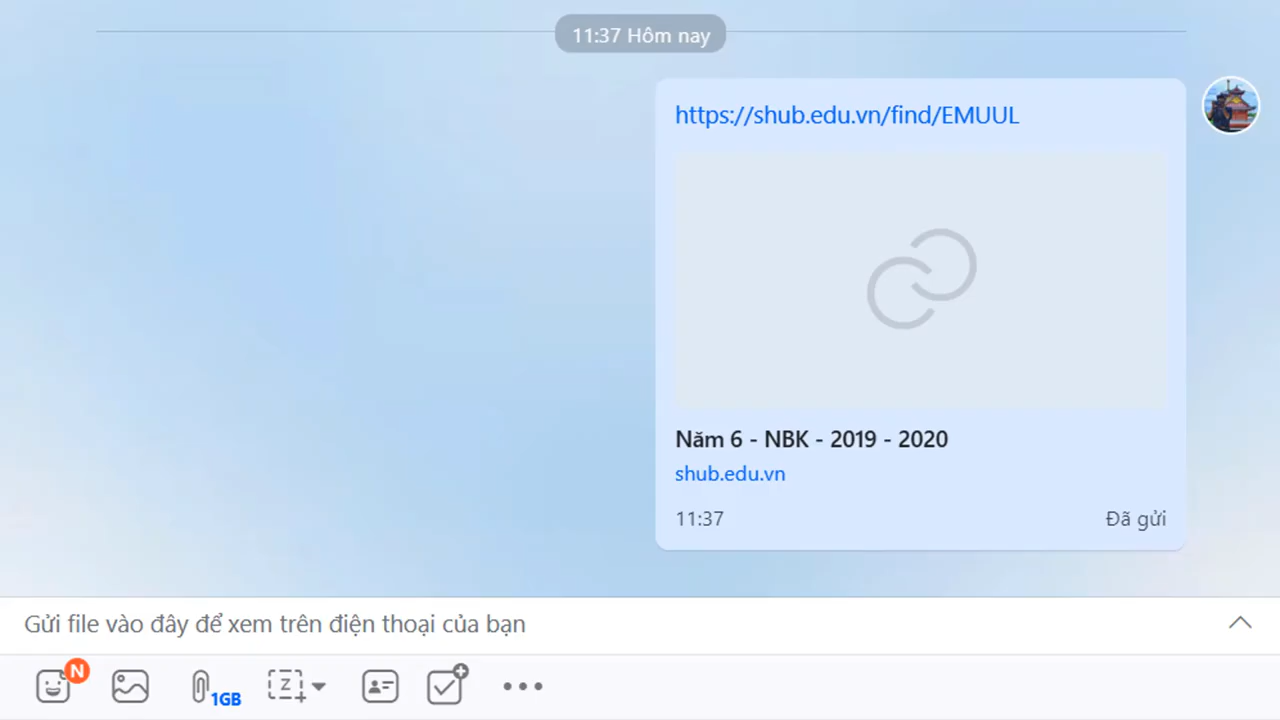 11:37 Hôm nay
https://shub.edu.vn/find/EMUUL
Năm 6 - NBK - 2019 - 2020
shub.edu.vn
11:37 Đã gửi
Gửi file vào đây để xem trên điện thoại của bạn
N
1GB
Z